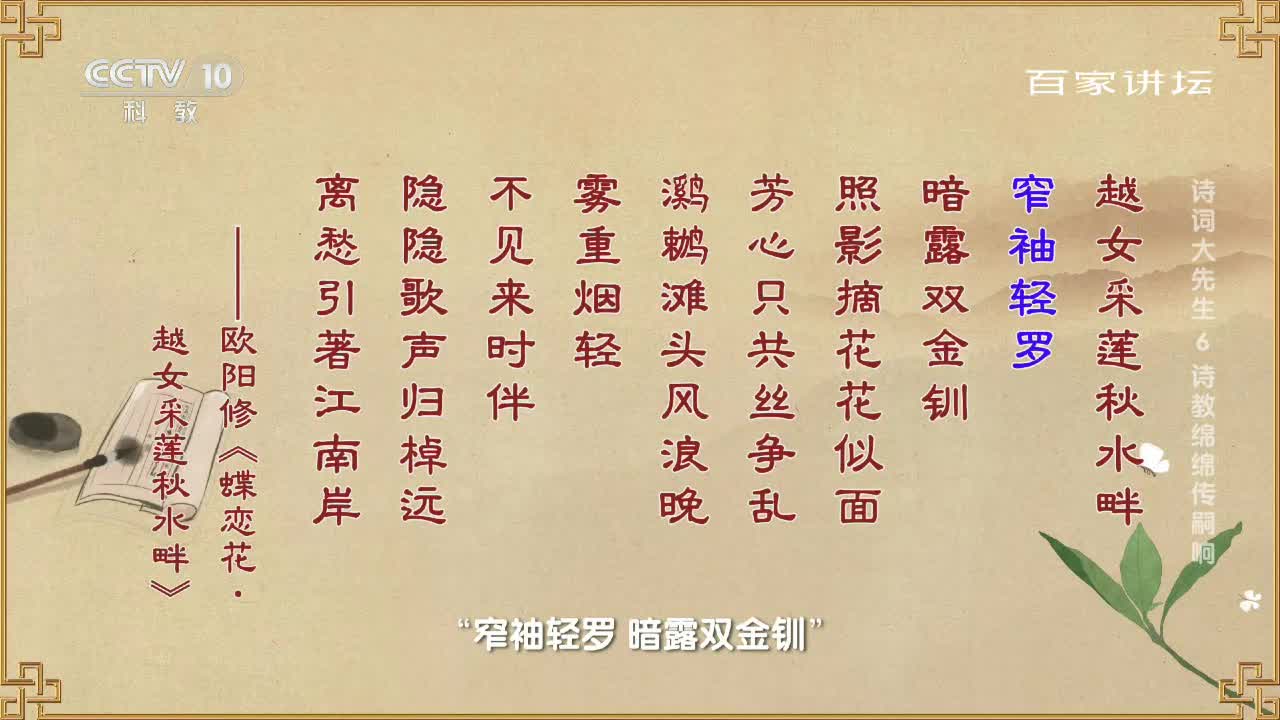 CCTV 10
科教
百家讲坛
诗词大先生 6 诗教绵绵传嗣响
越女采莲秋水畔
窄袖轻罗
暗露双金钏
照影摘花花似面
芳心只共丝争乱
鸂鶒滩头风浪晚
雾重烟轻
不见来时伴
隐隐歌声归棹远
离愁引著江南岸
——欧阳修《蝶恋花·
越女采莲秋水畔》
“窄袖轻罗 暗露双金钏”